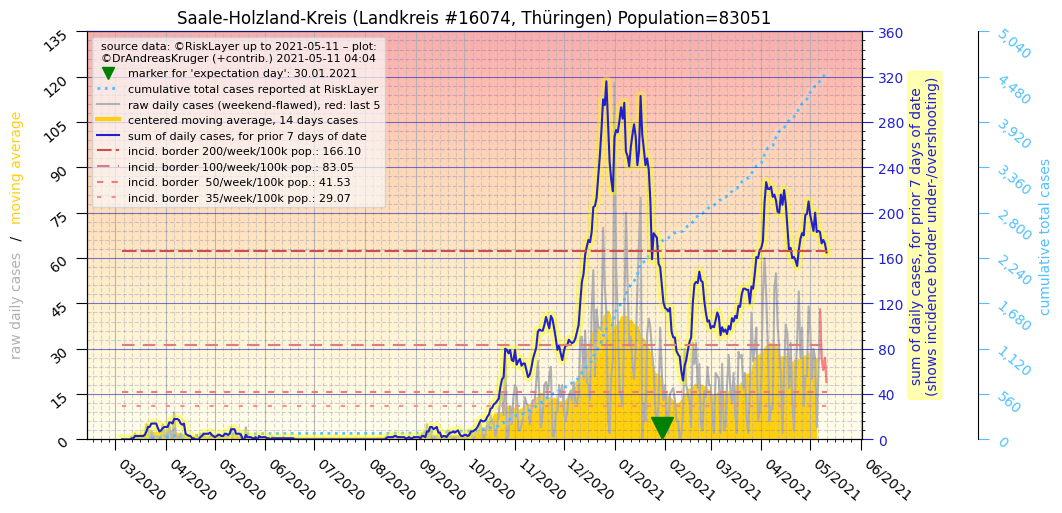 Saale-Holzland-Kreis (Landkreis #16074, Thüringen) Population=83051
source data: ©RiskLayer up to 2021-05-11 – plot:
©DrAndreasKruger (+contrib.) 2021-05-11 04:04
marker for 'expectation day': 30.01.2021
cumulative total cases reported at RiskLayer
raw daily cases (weekend-flawed), red: last 5
centered moving average, 14 days cases
sum of daily cases, for prior 7 days of date
incid. border 200/week/100k pop.: 166.10
incid. border 100/week/100k pop.: 83.05
incid. border  50/week/100k pop.: 41.53
incid. border  35/week/100k pop.: 29.07
raw daily cases / moving average
135
120
105
90
75
60
45
30
15
0
03/2020
04/2020
05/2020
06/2020
07/2020
08/2020
09/2020
10/2020
11/2020
12/2020
01/2021
02/2021
03/2021
04/2021
05/2021
06/2021
360
320
280
240
200
160
120
80
40
0
sum of daily cases, for prior 7 days of date
(shows incidence border under-/overshooting)
5,040
4,480
3,920
3,360
2,800
2,240
1,680
1,120
560
0
cumulative total cases